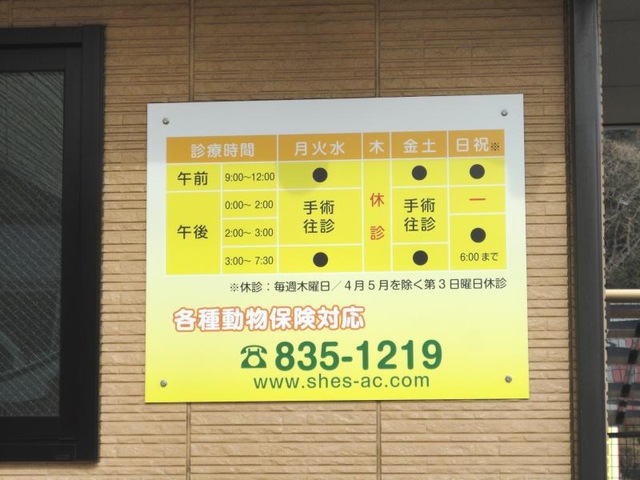 診療時間 月火水 木 金土 日祝※
午前 9:00〜12:00 ● 休診 ● ●
午後 0:00〜 2:00 手術 手術 一
2:00〜 3:00 往診 往診 ●
3:00〜 7:30 ● ● 6:00まで
※休診：毎週木曜日／4月5月を除く第3日曜日休診
各種動物保険対応
☎835-1219
www.shes-ac.com